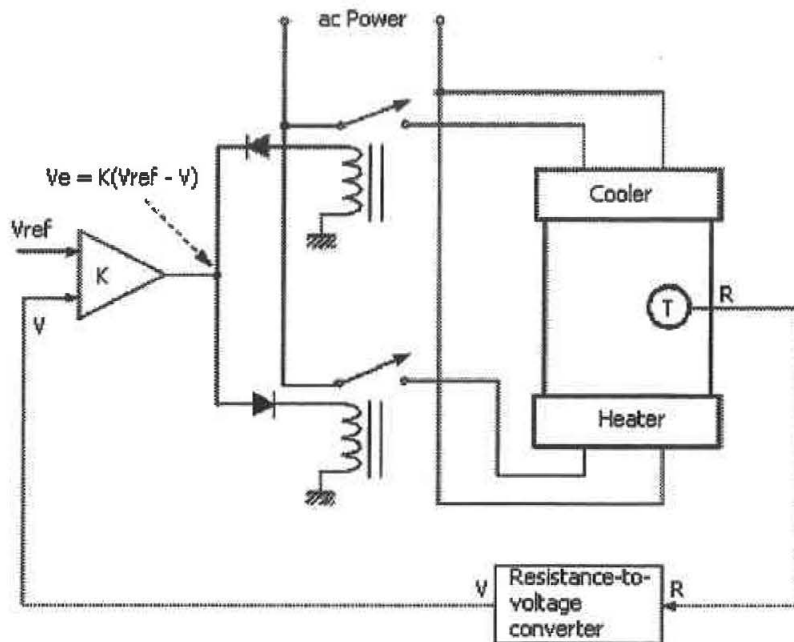 ac Power
Ve = K(Vref - V)
Cooler
Vref
K
T
R
V
Heater
V
Resistance-to-
voltage
converter
R